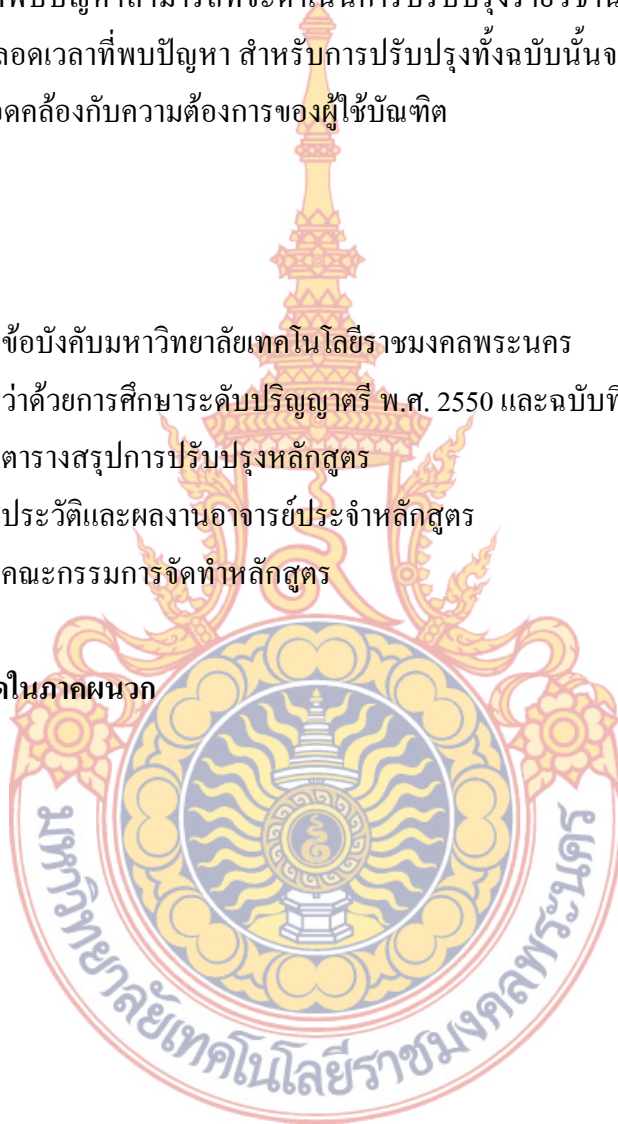 พบปัญหาสามารถที่จะดำเนินการปรับปรุงรายวิชา
ลอดเวลาที่พบปัญหา สำหรับการปรับปรุงทั้งฉบับนั้นจ
ดคล้องกับความต้องการของผู้ใช้บัณฑิต
ข้อบังคับมหาวิทยาลัยเทคโนโลยีราชมงคลพระนคร
ว่าด้วยการศึกษาระดับปริญญาตรี พ.ศ. 2550 และฉบับที
ตารางสรุปการปรับปรุงหลักสูตร
ประวัติและผลงานอาจารย์ประจำหลักสูตร
คณะกรรมการจัดทำหลักสูตร
ในภาคผนวก
มหาวิทยาลัยเทคโนโลยีราชมงคลพระนคร